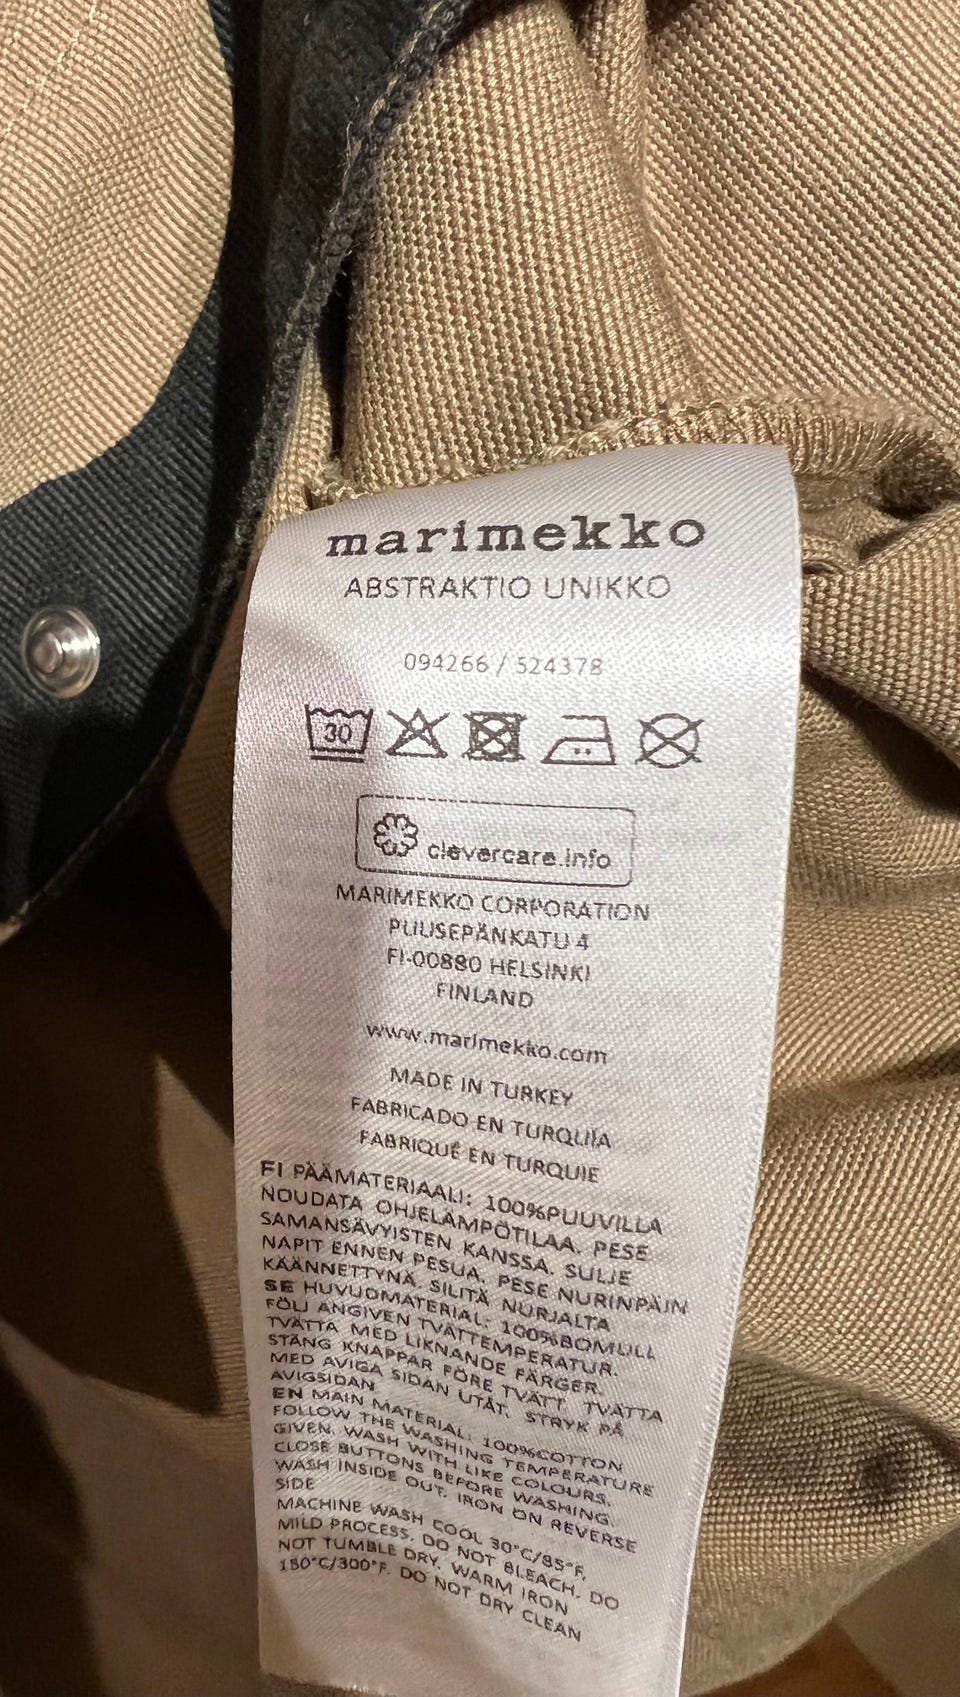 marimekko
ABSTRAKTIO UNIKKO
094266 / 524378
30
clevercare.info
MARIMEKKO CORPORATION
PUUSEPÄNKATU 4
FI-00880 HELSINKI
FINLAND
www.marimekko.com
MADE IN TURKEY
FABRICADO EN TURQUÍA
FABRIQUÉ EN TURQUIE
FI PÄÄMATERIAALI: 100%PUUVILLA
NOUDATA OHJELÄMPÖTILAA. PESE
SAMANSÄVYISTEN KANSSA. SULJE
NAPIT ENNEN PESUA. PESE NURINPÄIN
KÄÄNNETTYNÄ. SILITÄ NURJALTA
SE HUVUDMATERIAL: 100%BOMULL
FÖLJ ANGIVEN TVÄTTEMPERATUR.
TVÄTTA MED LIKNANDE FÄRGER.
STÄNG KNAPPAR FÖRE TVÄTT. TVÄTTA
MED AVIGA SIDAN UTÅT. STRYK PÅ
AVIGSIDAN
EN MAIN MATERIAL: 100%COTTON
FOLLOW THE WASHING TEMPERATURE
GIVEN. WASH WITH LIKE COLOURS.
CLOSE BUTTONS BEFORE WASHING.
WASH INSIDE OUT. IRON ON REVERSE
SIDE
MACHINE WASH COOL 30°C/85°F,
MILD PROCESS. DO NOT BLEACH. DO
NOT TUMBLE DRY. WARM IRON
150°C/300°F. DO NOT DRY CLEAN